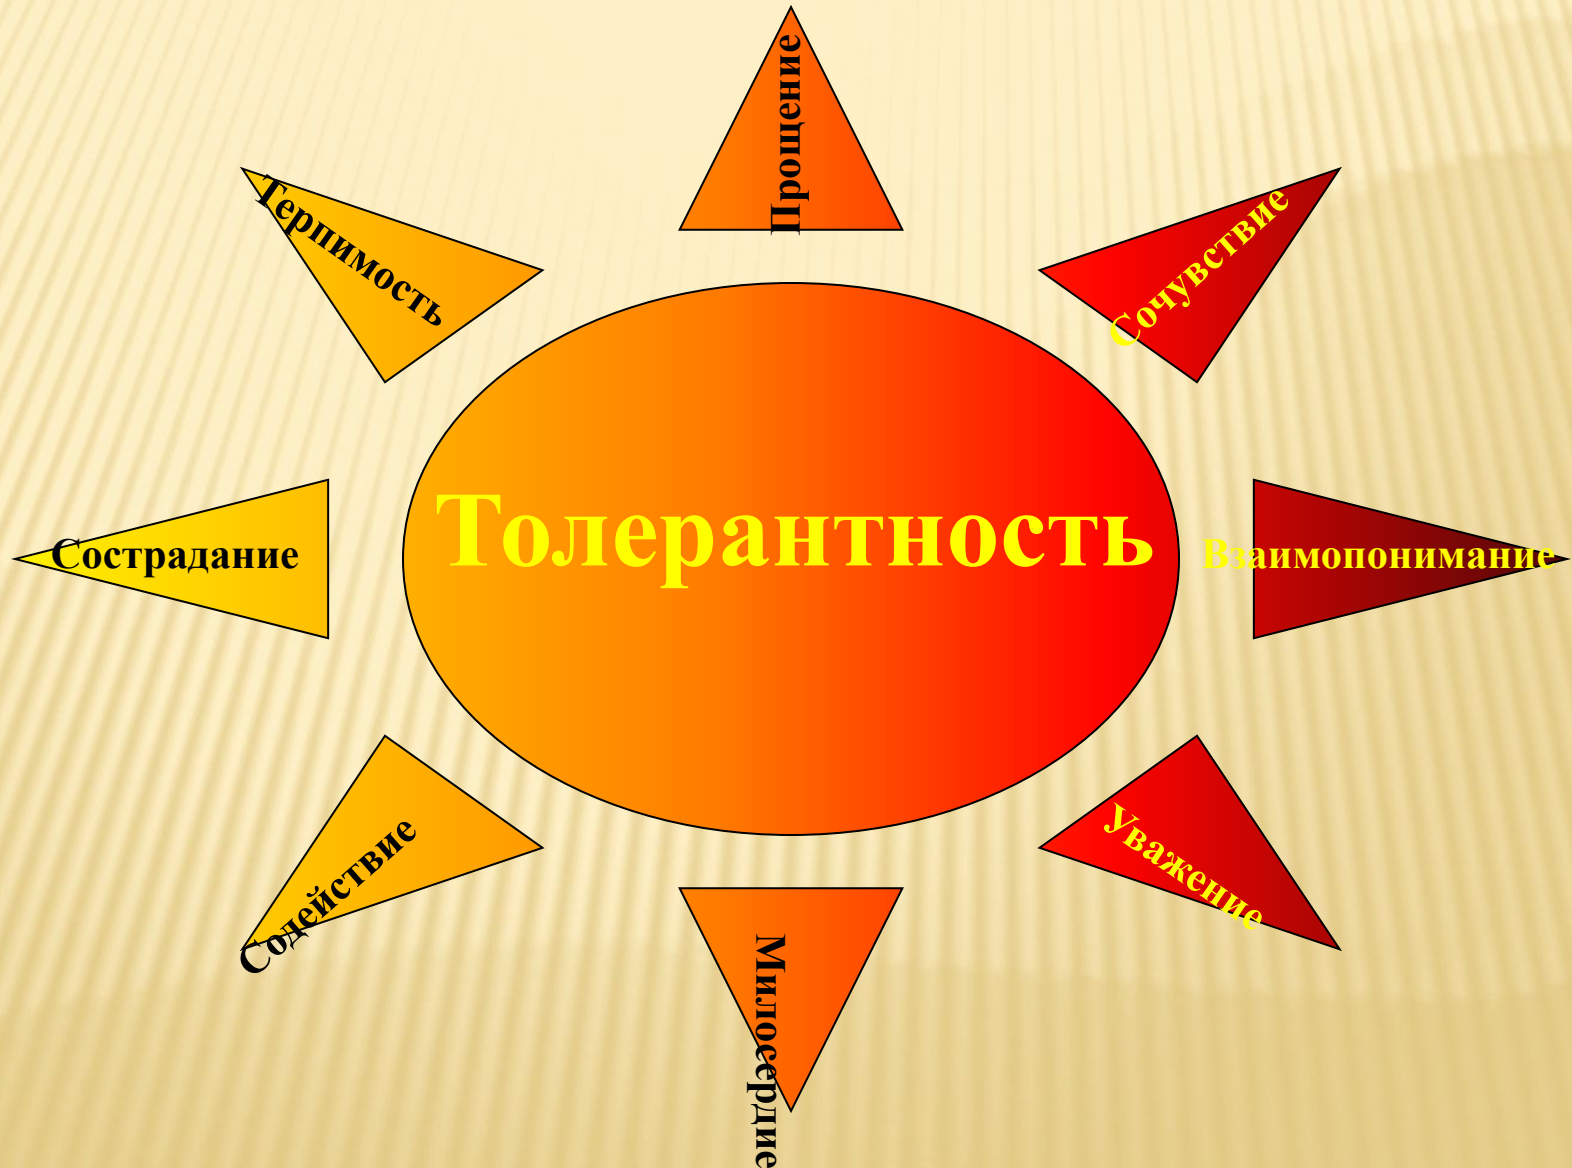 Прощение
Терпимость
Сочувствие
Толерантность
Сострадание
Взаимопонимание
Содействие
Уважение
Милосердие